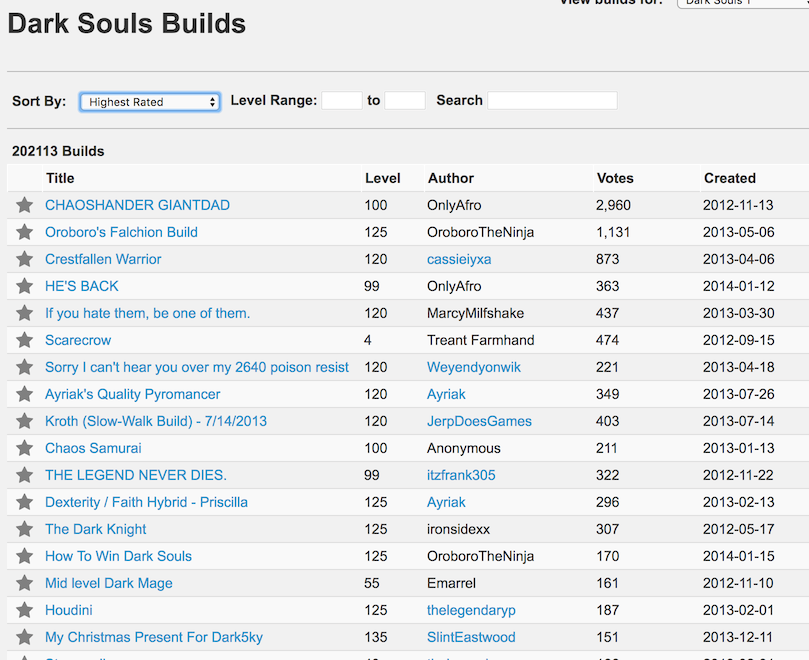 View builds for: Dark Souls 1
Dark Souls Builds
Sort By: Highest Rated Level Range: to Search
202113 Builds
Title Level Author Votes Created
CHAOSHANDER GIANTDAD 100 OnlyAfro 2,960 2012-11-13
Oroboro's Falchion Build 125 OroboroTheNinja 1,131 2013-05-06
Crestfallen Warrior 120 cassieiyxa 873 2013-04-06
HE'S BACK 99 OnlyAfro 363 2014-01-12
If you hate them, be one of them. 120 MarcyMilfshake 437 2013-03-30
Scarecrow 4 Treant Farmhand 474 2012-09-15
Sorry I can't hear you over my 2640 poison resist 120 Weyendyonwik 221 2013-04-18
Ayriak's Quality Pyromancer 120 Ayriak 349 2013-07-26
Kroth (Slow-Walk Build) - 7/14/2013 120 JerpDoesGames 403 2013-07-14
Chaos Samurai 100 Anonymous 211 2013-01-13
THE LEGEND NEVER DIES. 99 itzfrank305 322 2012-11-22
Dexterity / Faith Hybrid - Priscilla 125 Ayriak 296 2013-02-13
The Dark Knight 125 ironsidexx 307 2012-05-17
How To Win Dark Souls 125 OroboroTheNinja 170 2014-01-15
Mid level Dark Mage 55 Emarrel 161 2012-11-10
Houdini 125 thelegendaryp 187 2013-02-01
My Christmas Present For Dark5ky 135 SlintEastwood 151 2013-12-11